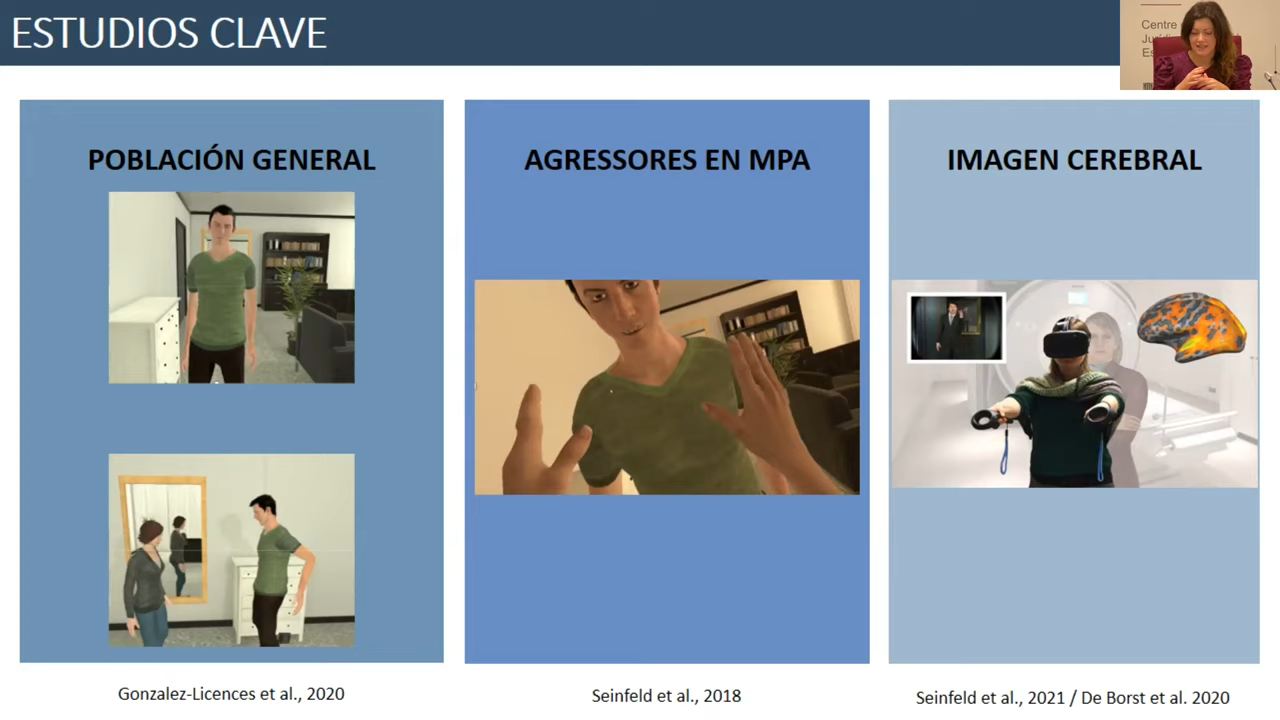 ESTUDIOS CLAVE
Centre
POBLACIÓN GENERAL
AGRESSORES EN MPA
IMAGEN CEREBRAL
Gonzalez-Licences et al., 2020
Seinfeld et al., 2018
Seinfeld et al., 2021 / De Borst et al. 2020